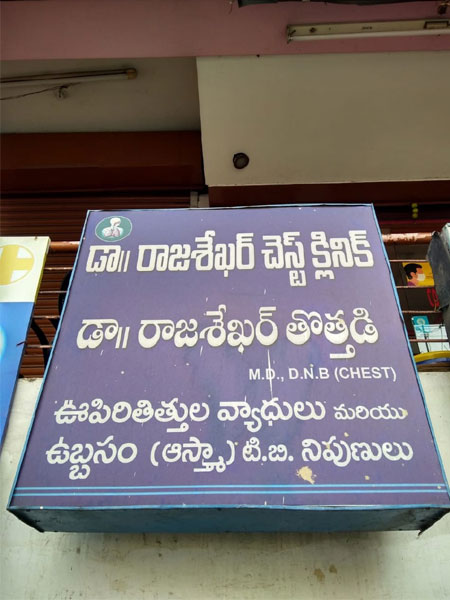 డా॥ రాజశేఖర్ చెస్ట్ క్లినిక్
డా॥ రాజశేఖర్ తొత్తడి
M.D., D.N.B (CHEST)
ఊపిరితిత్తుల వ్యాధులు మరియు
ఉబ్బసం (ఆస్త్మా) టి.బి. నిపుణులు